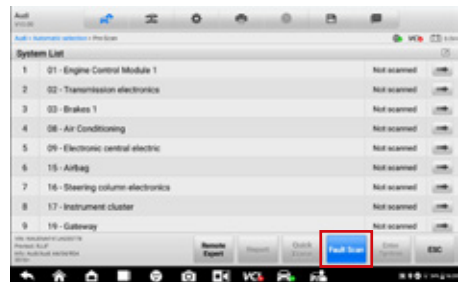 Audi
Audi > Automatic selection > Pre-Scan
System List
1 01 - Engine Control Module 1 Not scanned
2 02 - Transmission electronics Not scanned
3 03 - Brakes 1 Not scanned
4 08 - Air Conditioning Not scanned
5 09 - Electronic central electric Not scanned
6 15 - Airbag Not scanned
7 16 - Steering column electronics Not scanned
8 17 - Instrument cluster Not scanned
9 19 - Gateway Not scanned
Remote Expert
Report
Quick
Fault Scan
ESC
VCI